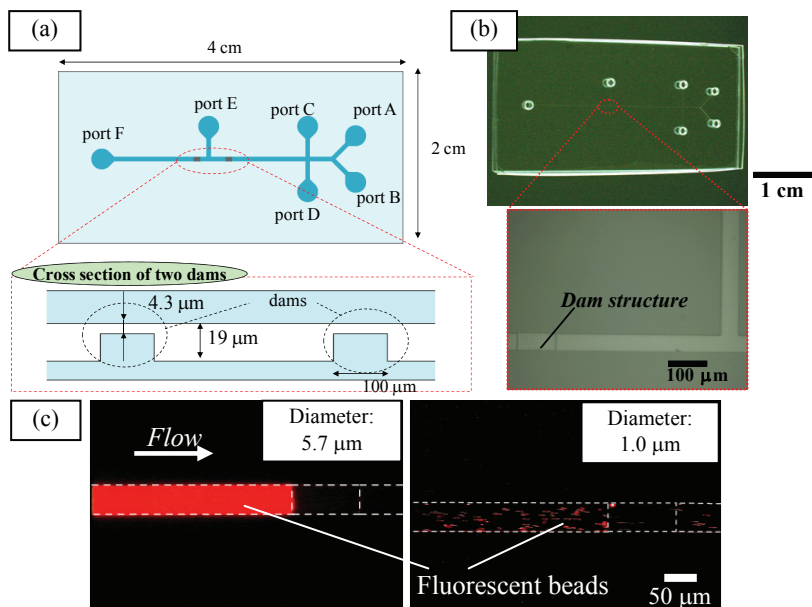 (a)
4 cm
port E
port C
port A
port F
2 cm
port B
port D
Cross section of two dams
4.3 μm
dams
19 μm
100 μm
(b)
1 cm
Dam structure
100 μm
(c)
Flow
Diameter:
5.7 μm
Diameter:
1.0 μm
Fluorescent beads
50 μm